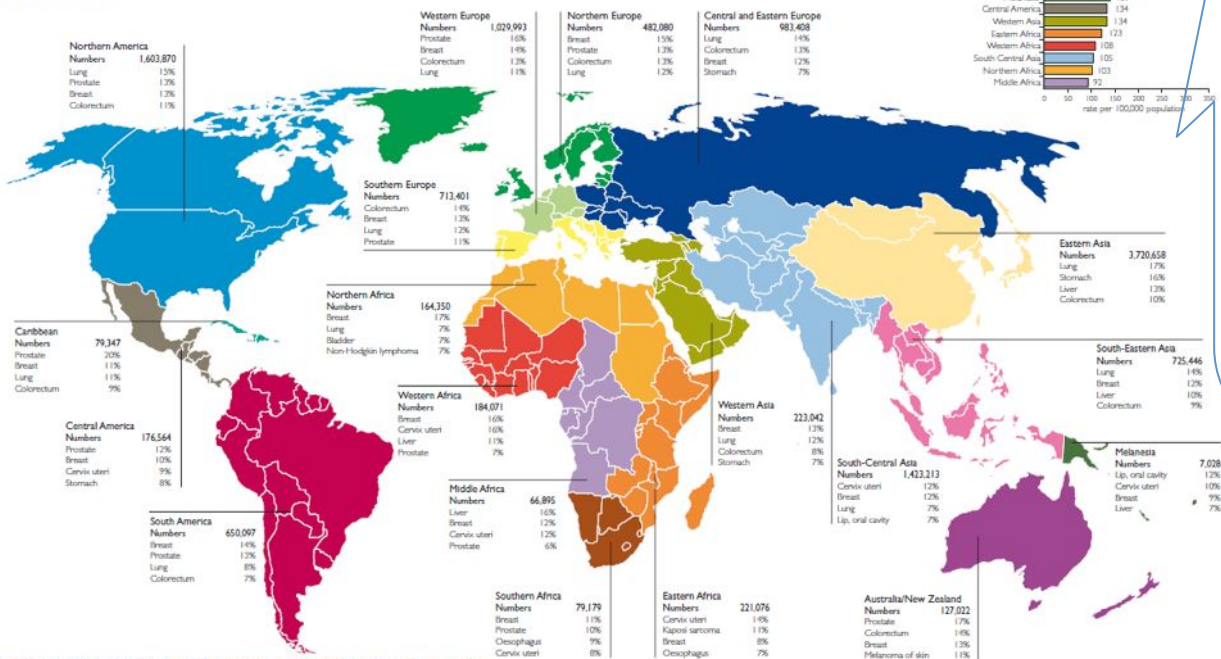 Central America 134
Western Asia 134
Eastern Africa 123
Western Africa 108
South Central Asia 105
Northern Africa 103
Middle Africa 92
0 50 100 150 200 250 300 350
rate per 100,000 population
Northern America
Numbers 1,603,870
Lung 15%
Prostate 13%
Breast 13%
Colorectum 11%
Western Europe
Numbers 1,029,993
Prostate 16%
Breast 14%
Colorectum 13%
Lung 11%
Northern Europe
Numbers 482,080
Breast 15%
Prostate 13%
Colorectum 13%
Lung 12%
Central and Eastern Europe
Numbers 983,408
Lung 14%
Colorectum 13%
Breast 12%
Stomach 7%
Southern Europe
Numbers 713,401
Colorectum 14%
Breast 13%
Lung 12%
Prostate 11%
Eastern Asia
Numbers 3,720,658
Lung 17%
Stomach 16%
Liver 13%
Colorectum 10%
Northern Africa
Numbers 164,350
Breast 17%
Lung 7%
Bladder 7%
Non-Hodgkin lymphoma 7%
Caribbean
Numbers 79,347
Prostate 20%
Breast 11%
Lung 11%
Colorectum 9%
South-Eastern Asia
Numbers 725,446
Lung 14%
Breast 12%
Liver 10%
Colorectum 9%
Western Africa
Numbers 184,071
Breast 16%
Cervix uteri 16%
Liver 11%
Prostate 7%
Western Asia
Numbers 223,042
Breast 13%
Lung 12%
Colorectum 8%
Stomach 7%
Central America
Numbers 176,564
Prostate 12%
Breast 10%
Cervix uteri 9%
Stomach 8%
South-Central Asia
Numbers 1,423,213
Cervix uteri 12%
Breast 12%
Lung 7%
Lip, oral cavity 7%
Melanesia
Numbers 7,028
Lip, oral cavity 12%
Cervix uteri 10%
Breast 9%
Liver 7%
Middle Africa
Numbers 66,895
Liver 16%
Breast 12%
Cervix uteri 12%
Prostate 6%
South America
Numbers 650,097
Breast 14%
Prostate 13%
Lung 8%
Colorectum 7%
Southern Africa
Numbers 79,179
Breast 11%
Prostate 10%
Oesophagus 9%
Cervix uteri 8%
Eastern Africa
Numbers 221,076
Cervix uteri 14%
Kaposi sarcoma 11%
Breast 8%
Oesophagus 7%
Australia/New Zealand
Numbers 127,022
Prostate 17%
Colorectum 14%
Breast 13%
Melanoma of skin 11%